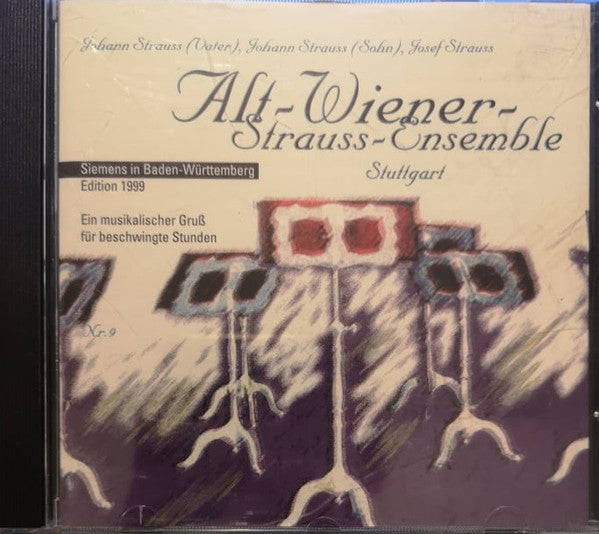 Johann Strauss (Vater), Johann Strauss (Sohn), Josef Strauss
Alt-Wiener-
Strauss-Ensemble
Stuttgart
Siemens in Baden-Württemberg
Edition 1999
Ein musikalischer Gruß
für beschwingte Stunden
Nr. 9